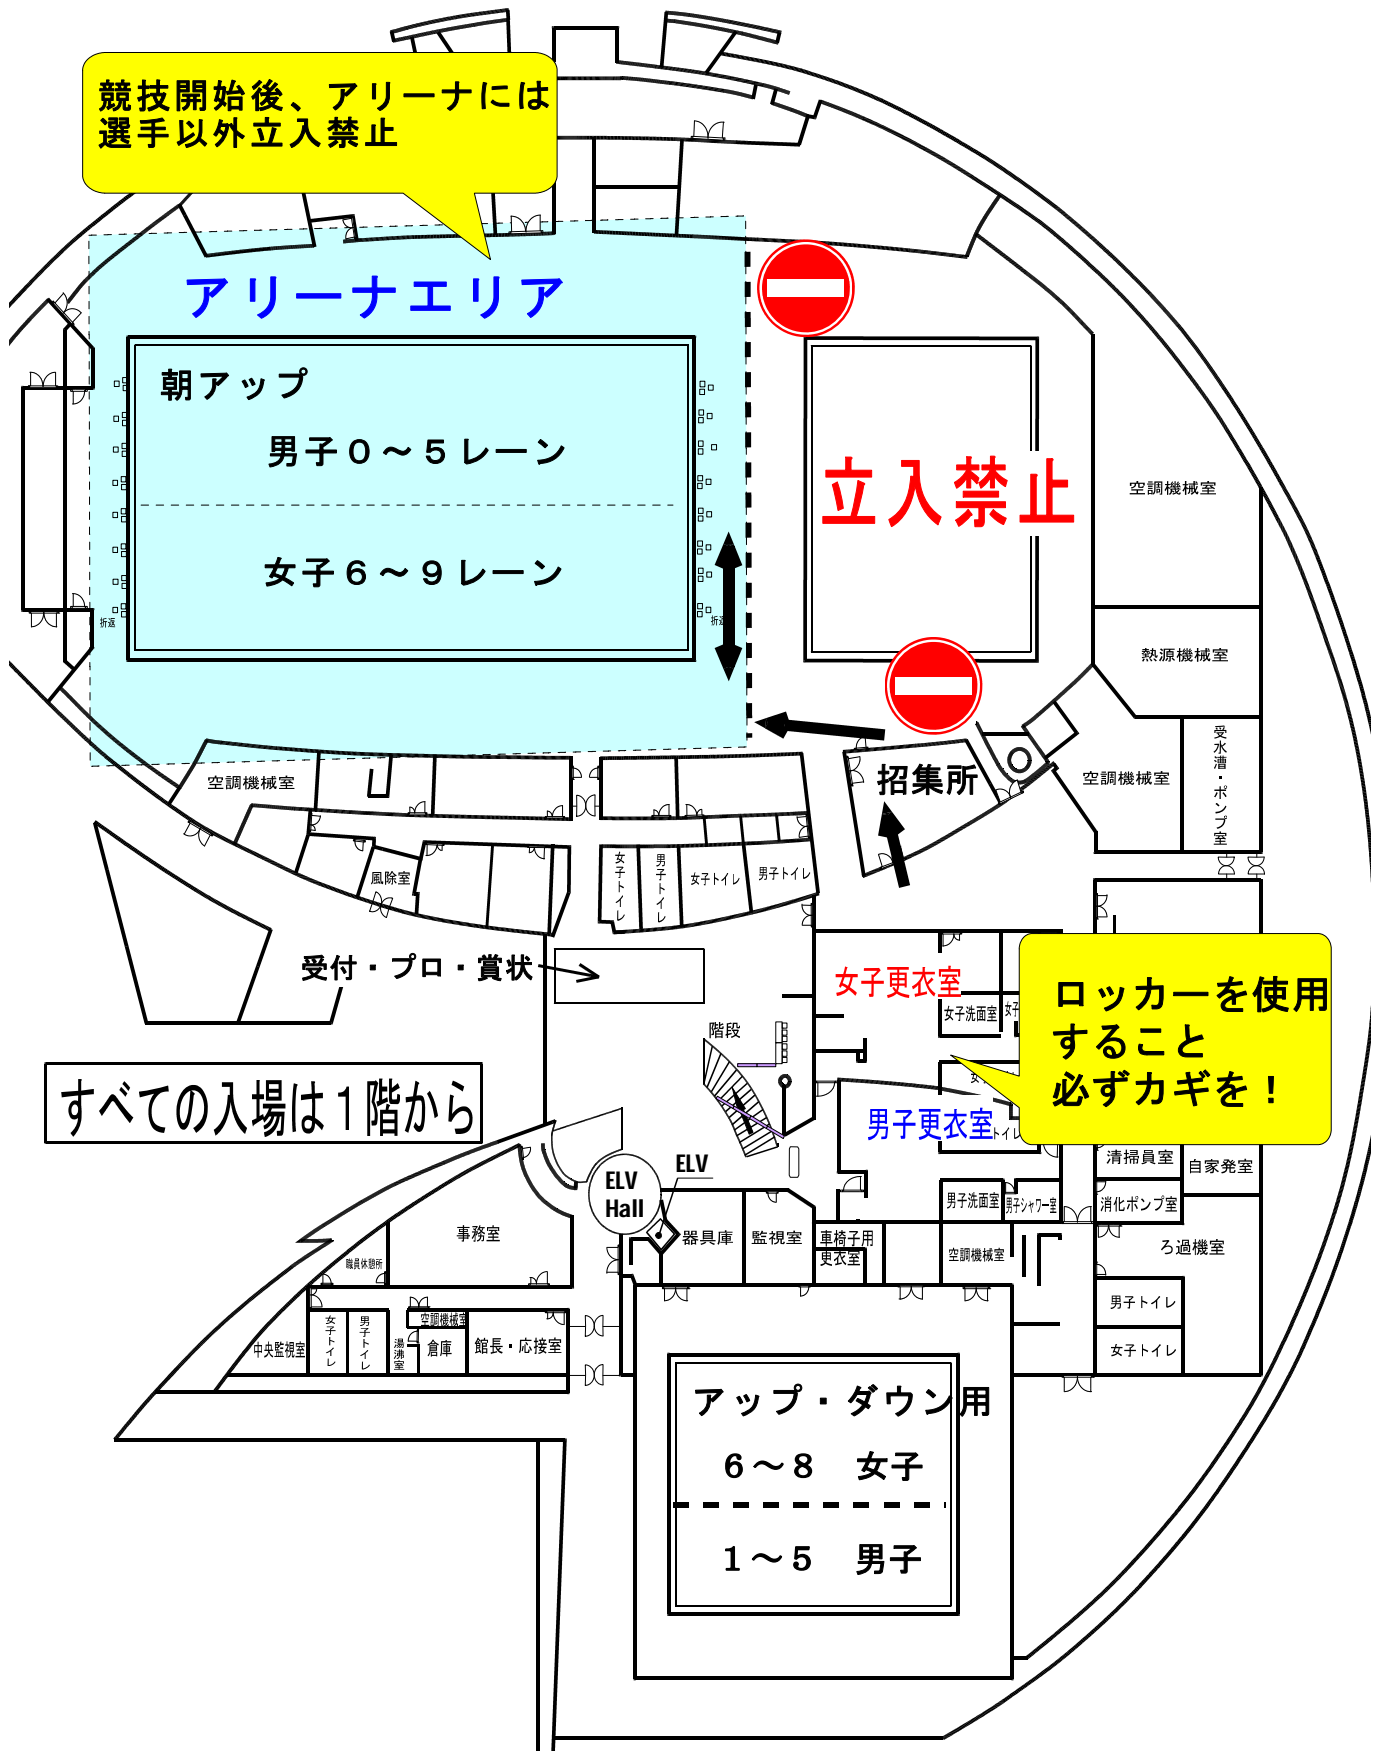 競技開始後、アリーナには
選手以外立入禁止
アリーナエリア
朝アップ
男子０～５レーン
女子６～９レーン
折返
折返
立入禁止
空調機械室
熱源機械室
空調機械室
受水漕・ポンプ室
招集所
空調機械室
風除室
女子トイレ
男子トイレ
女子トイレ
男子トイレ
受付・プロ・賞状
階段
女子更衣室
女子洗面室
ロッカーを使用
すること
必ずカギを！
すべての入場は１階から
男子更衣室
トイレ
清掃員室
自家発室
ELV
Hall
ELV
男子洗面室
男子シャワー室
消化ポンプ室
事務室
器具庫
監視室
車椅子用
更衣室
空調機械室
ろ過機室
職員休憩所
男子トイレ
女子トイレ
中央監視室
女子トイレ
男子トイレ
湯沸室
空調機械室
倉庫
館長・応接室
アップ・ダウン用
６～８　女子
１～５　男子